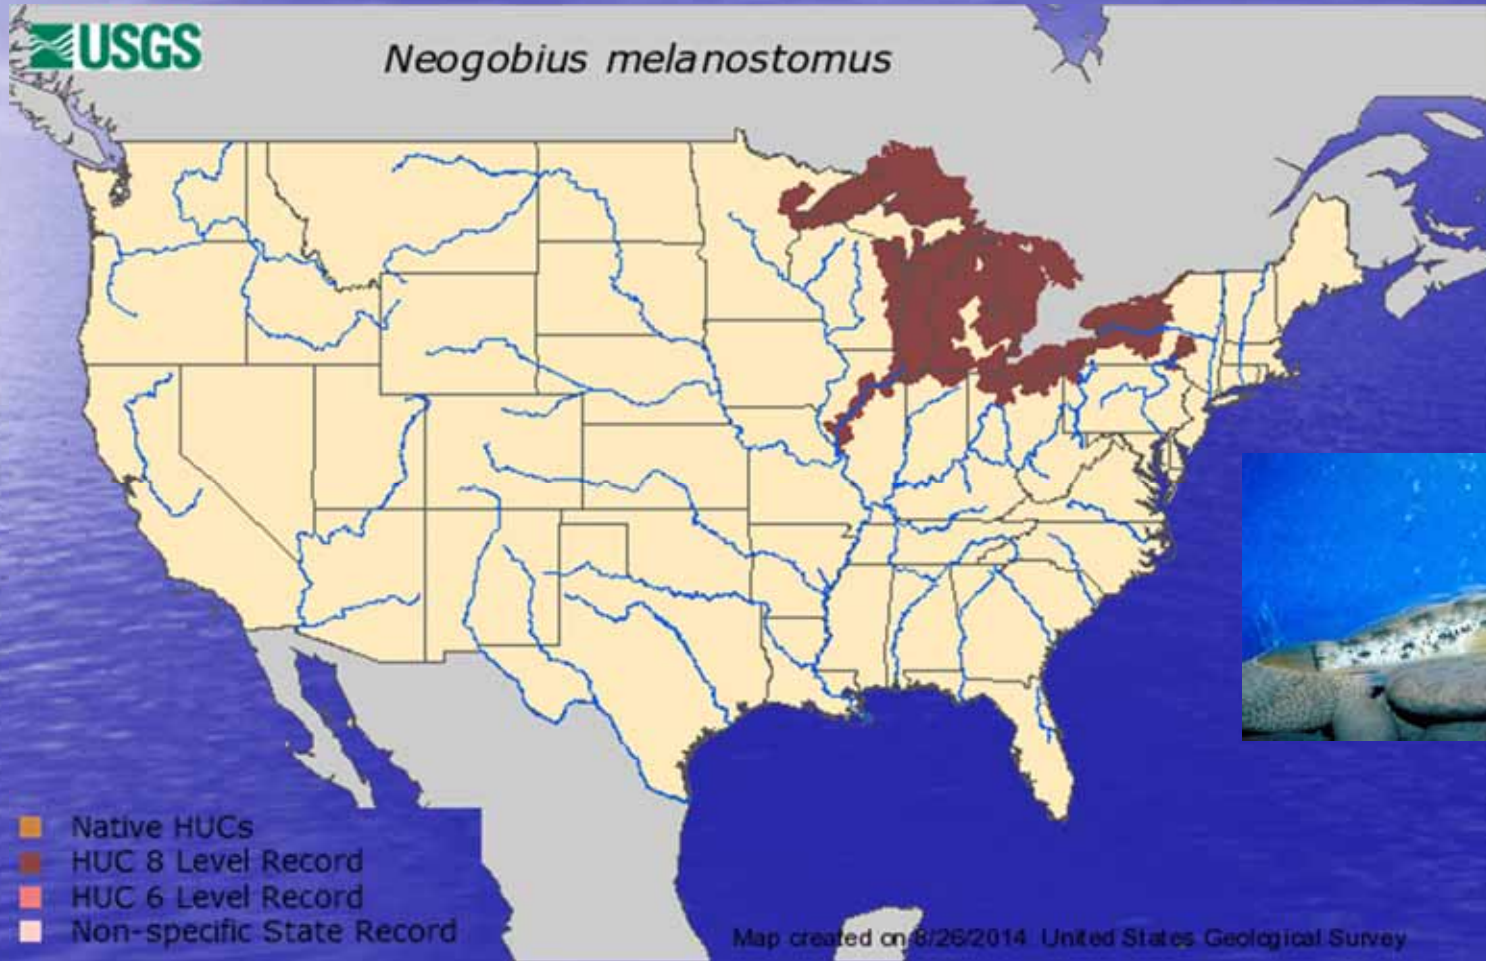 USGS
Neogobius melanostomus
Native HUCs
HUC 8 Level Record
HUC 6 Level Record
Non-specific State Record
Map created on 8/26/2014 United States Geological Survey